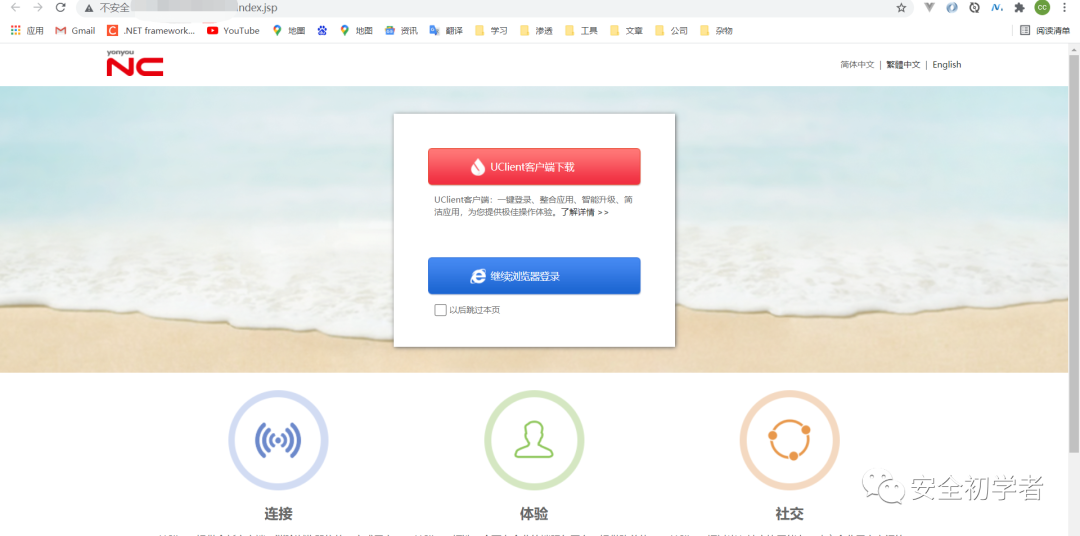 不安全 index.jsp
应用 Gmail .NET framework... YouTube 地图 地图 资讯 翻译 学习 渗透 工具 文章 公司 杂物 阅读清单
yonyou
NC
简体中文 | 繁體中文 | English
UClient客户端下载
UClient客户端：一键登录、整合应用、智能升级、简
洁应用，为您提供极佳操作体验。了解详情 >>
继续浏览器登录
以后跳过本页
连接 体验 社交
安全初学者